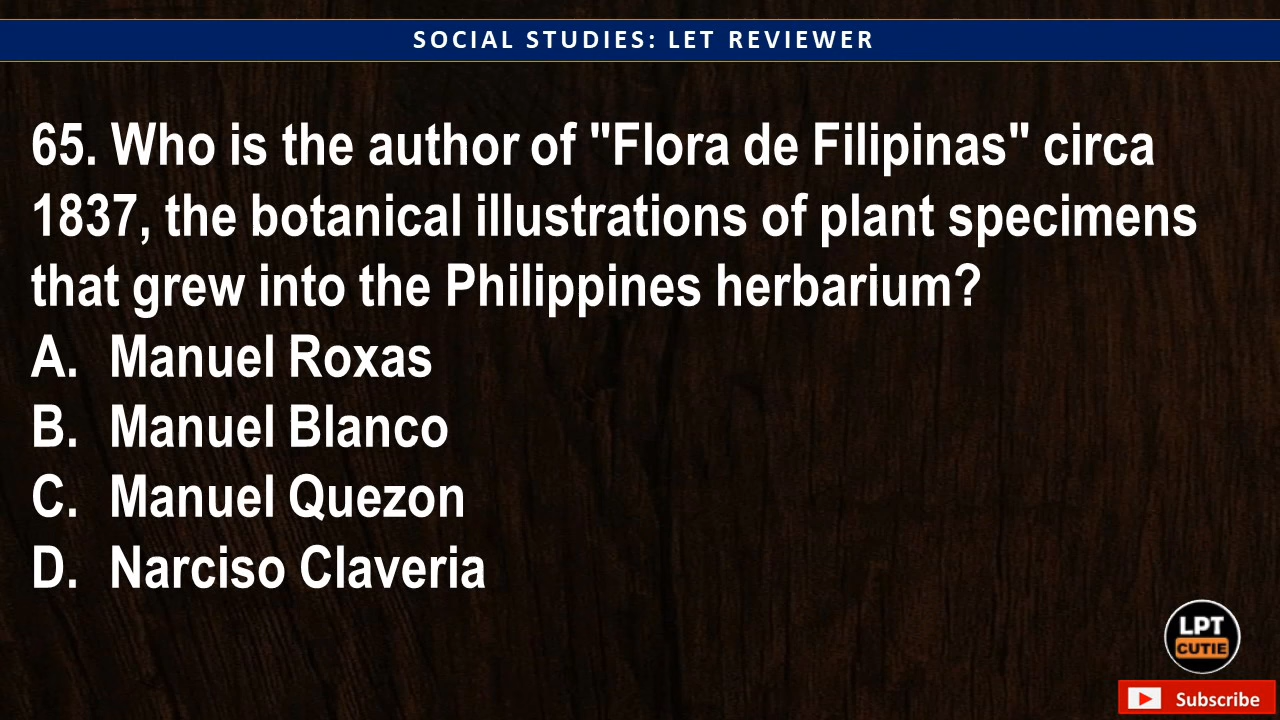 SOCIAL STUDIES: LET REVIEWER
65. Who is the author of "Flora de Filipinas" circa
1837, the botanical illustrations of plant specimens
that grew into the Philippines herbarium?
A. Manuel Roxas
B. Manuel Blanco
C. Manuel Quezon
D. Narciso Claveria
LPT
CUTIE
Subscribe